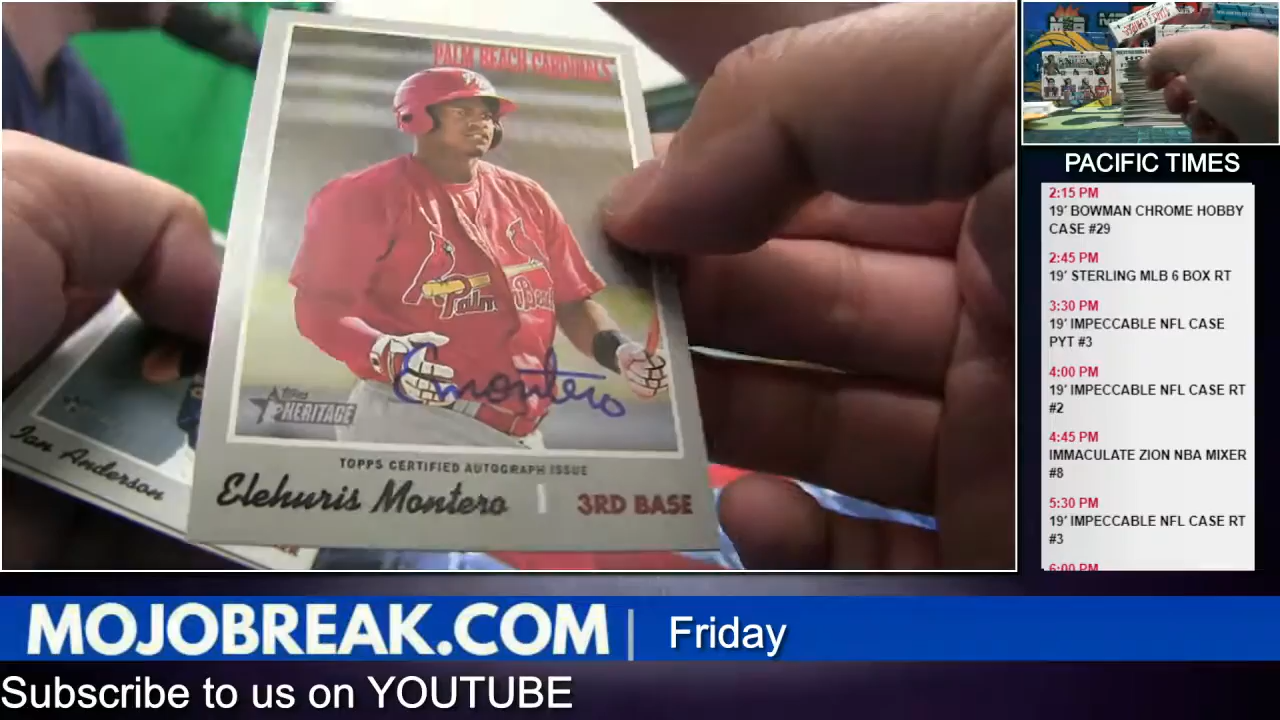 PALM BEACH CARDINALS
Palm Beac
Emontero
Topps
HERITAGE
TOPPS CERTIFIED AUTOGRAPH ISSUE
Elehuris Montero | 3RD BASE
Ian Anderson
PACIFIC TIMES
2:15 PM
19' BOWMAN CHROME HOBBY
CASE #29
2:45 PM
19' STERLING MLB 6 BOX RT
3:30 PM
19' IMPECCABLE NFL CASE
PYT #3
4:00 PM
19' IMPECCABLE NFL CASE RT
#2
4:45 PM
IMMACULATE ZION NBA MIXER
#8
5:30 PM
19' IMPECCABLE NFL CASE RT
#3
6:00 PM
MOJOBREAK.COM | Friday
Subscribe to us on YOUTUBE